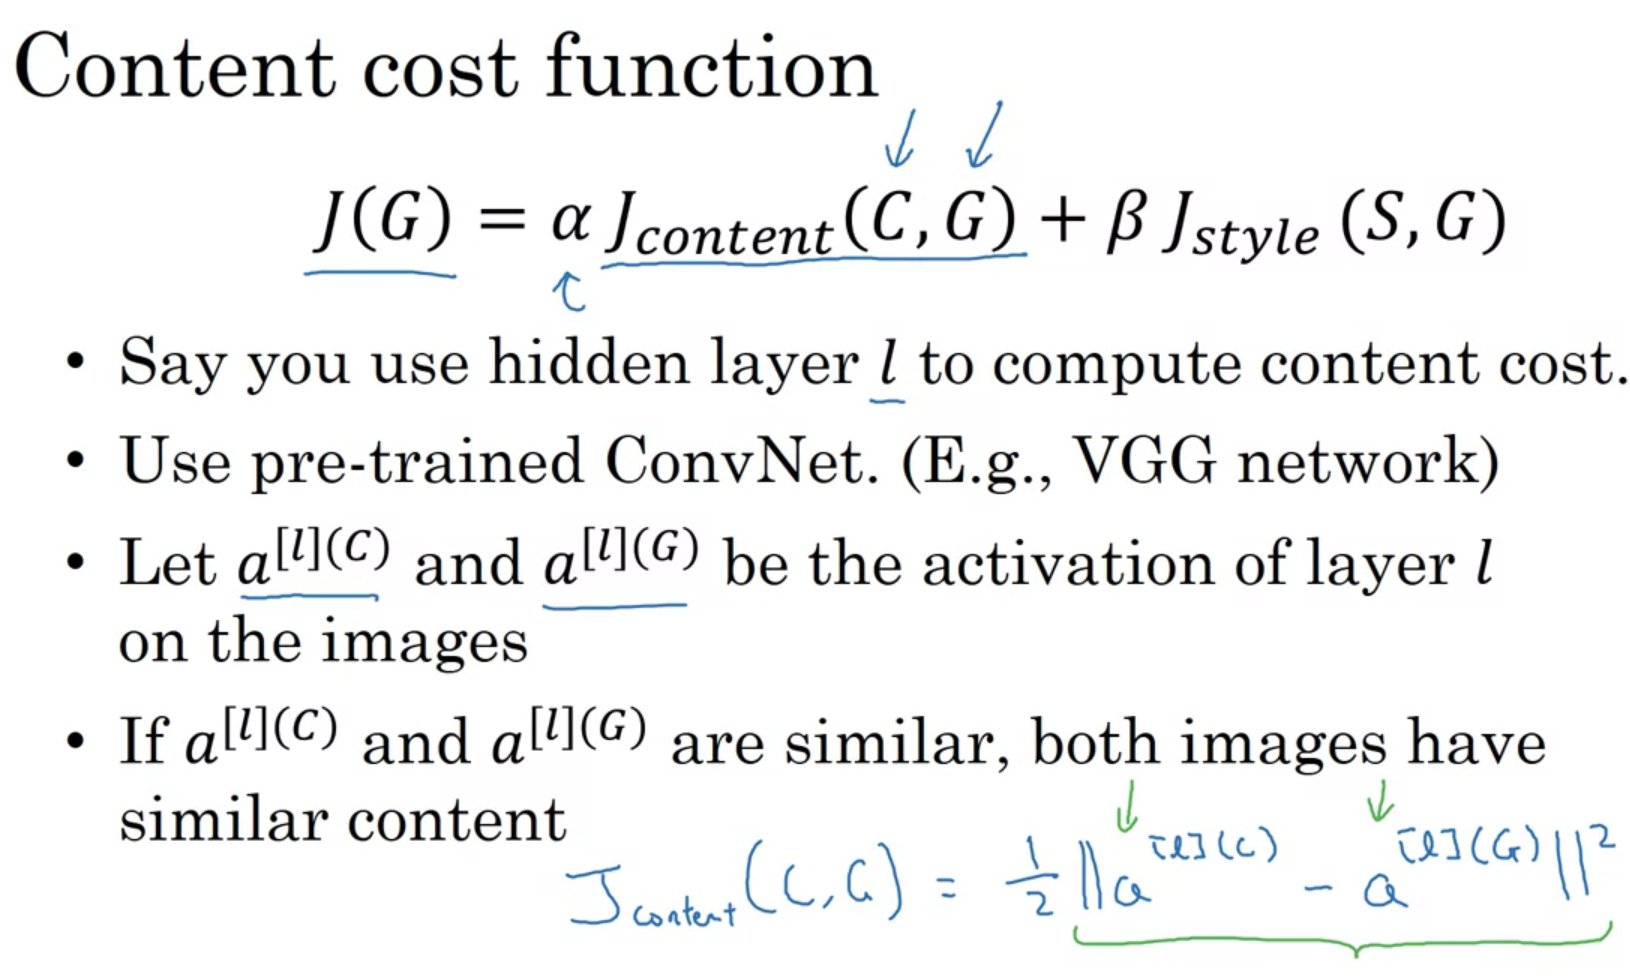 Content cost function
J(G) = α J_content(C, G) + β J_style (S, G)
• Say you use hidden layer l to compute content cost.
• Use pre-trained ConvNet. (E.g., VGG network)
• Let a^[l](C) and a^[l](G) be the activation of layer l
on the images
• If a^[l](C) and a^[l](G) are similar, both images have
similar content
J_content(C, G) = 1/2 ||a^[l](C) - a^[l](G)||^2